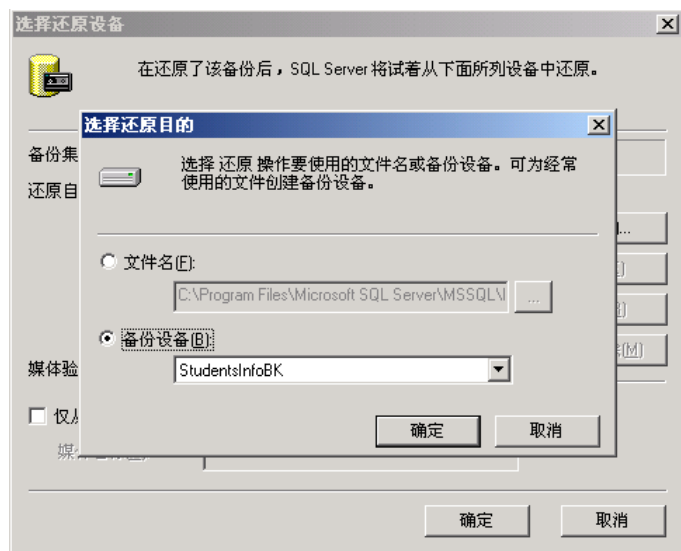 选择还原设备
在还原了该备份后，SQL Server 将试着从下面所列设备中还原。
选择还原目的
选择 还原 操作要使用的文件名或备份设备。可为经常
使用的文件创建备份设备。
备份集
还原自
文件名(F):
C:\Program Files\Microsoft SQL Server\MSSQL\
...
备份设备(B):
StudentsInfoBK
(M)
媒体验
仅从
确定
取消
媒
确定
取消